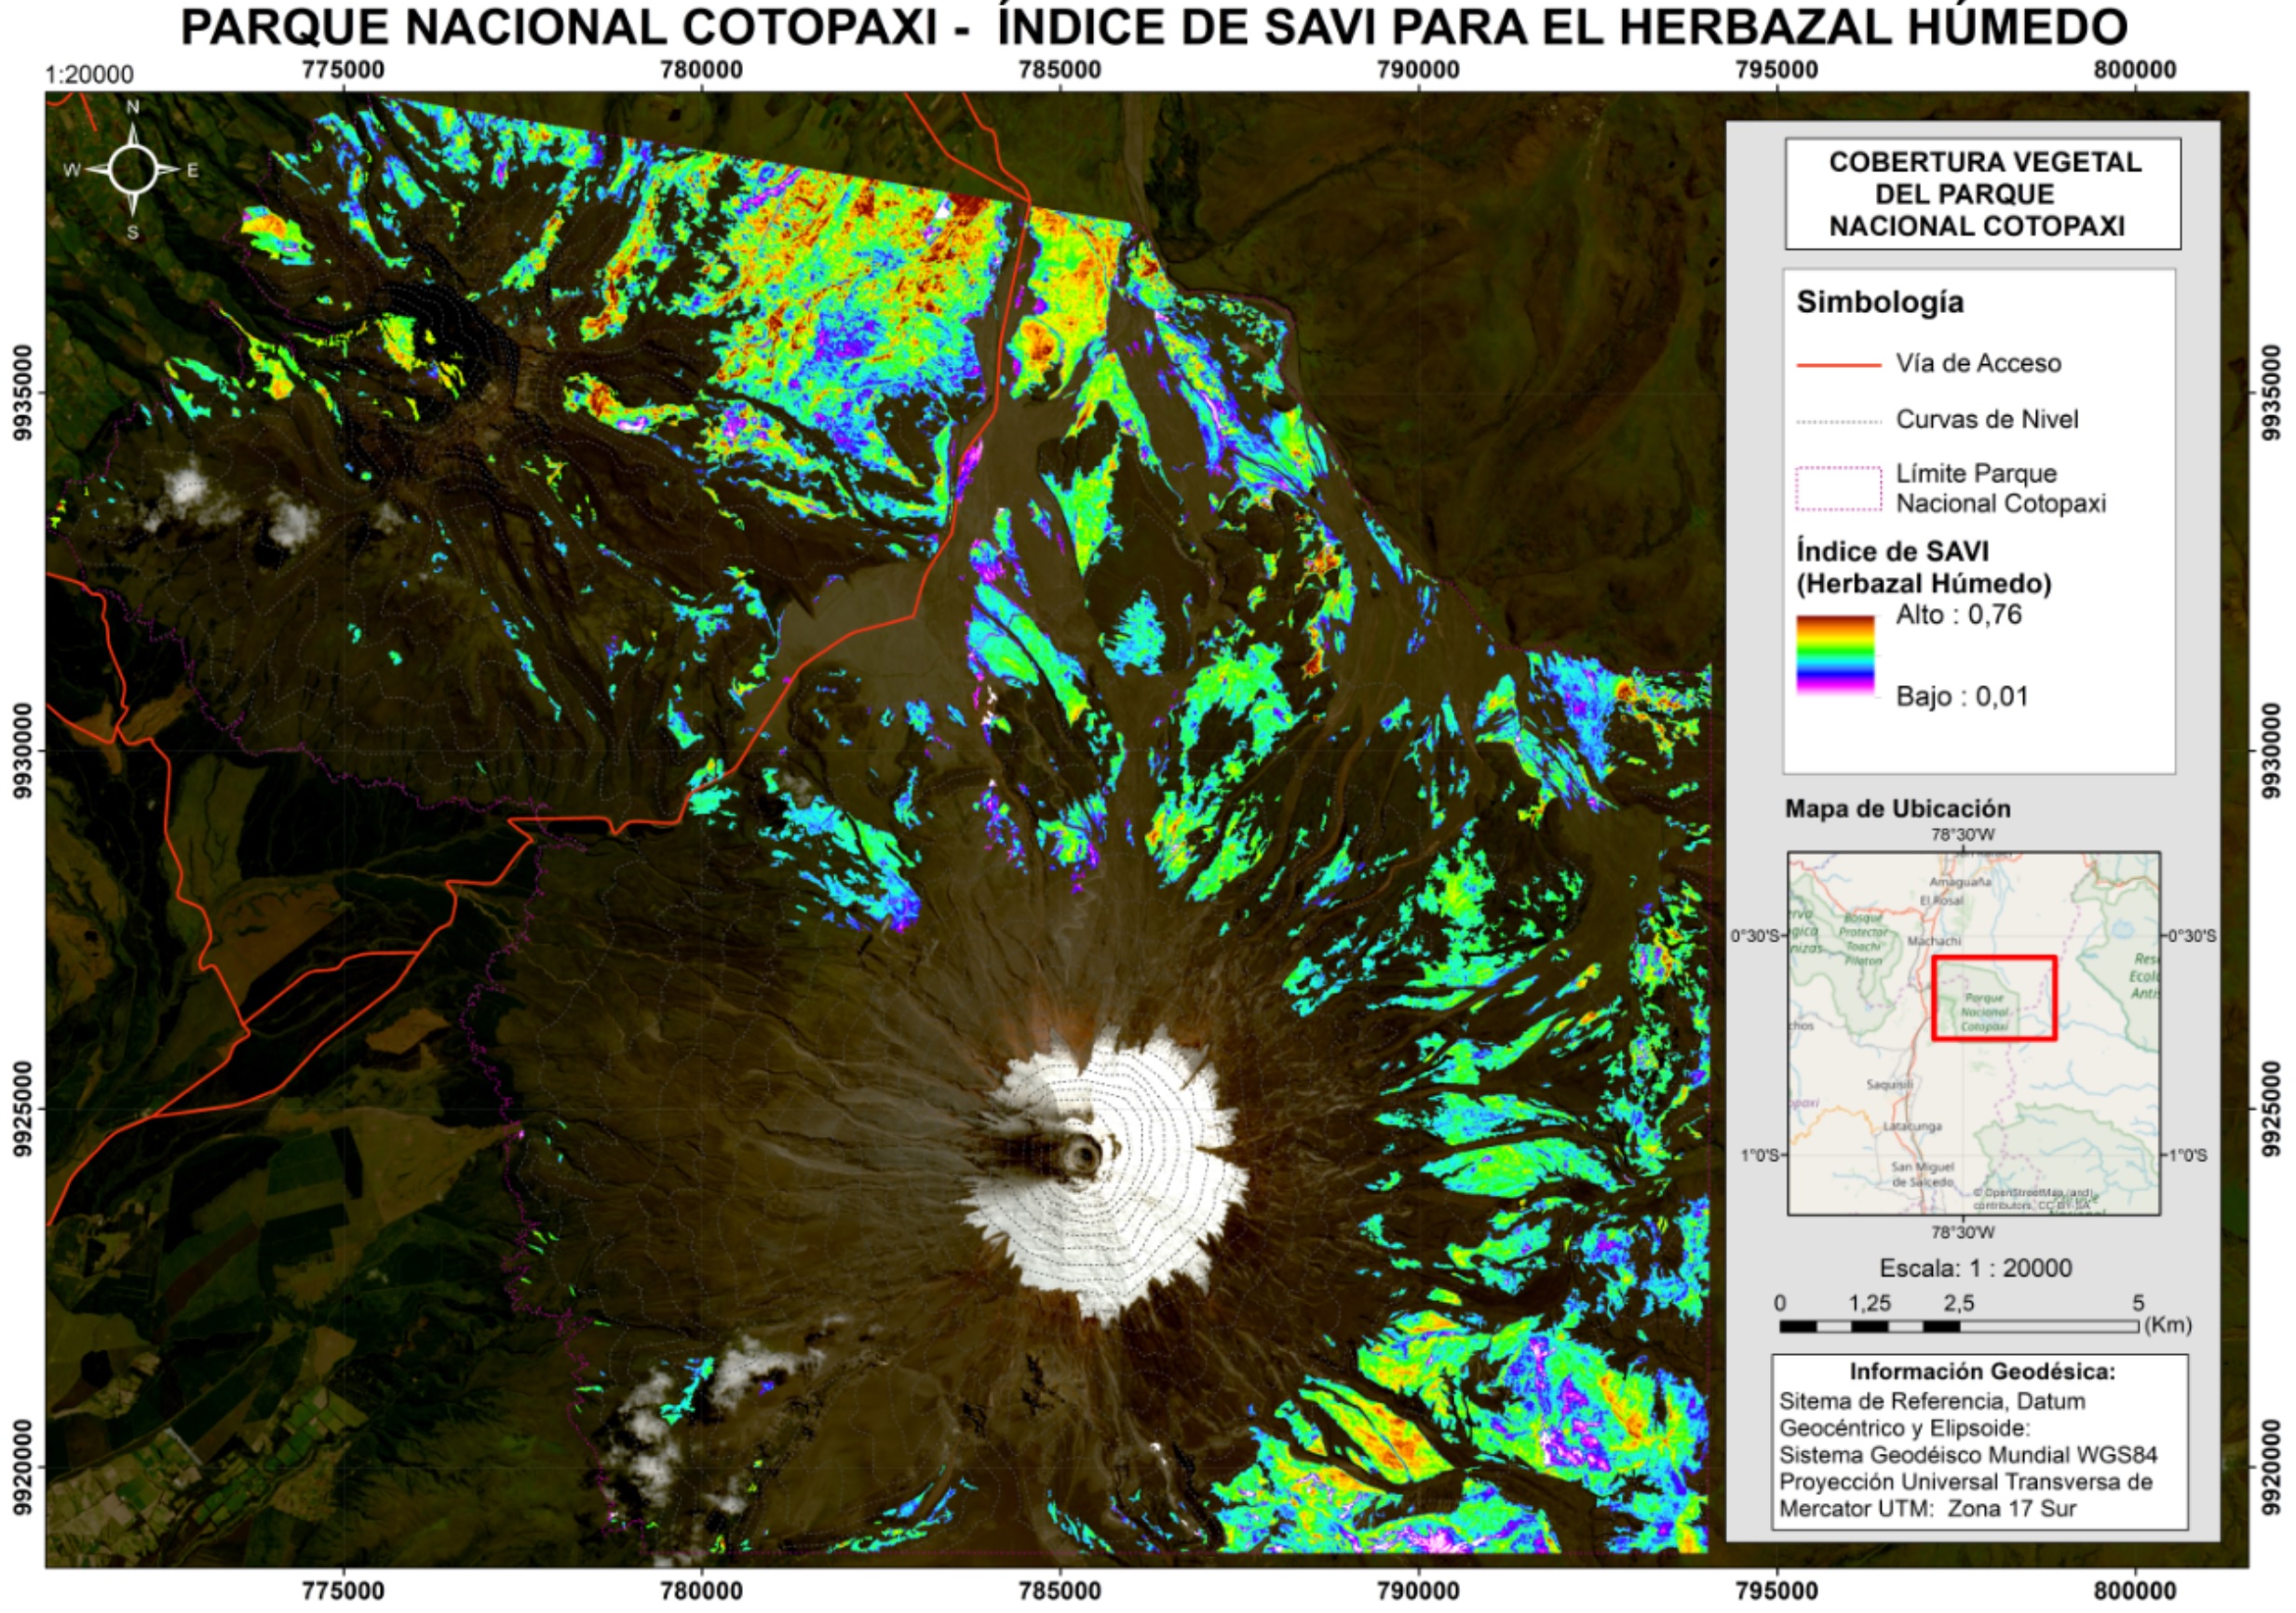 PARQUE NACIONAL COTOPAXI - ÍNDICE DE SAVI PARA EL HERBAZAL HÚMEDO
1:20000
775000 780000 785000 790000 795000 800000
N
W E
S
9935000
9930000
9925000
9920000
COBERTURA VEGETAL
DEL PARQUE
NACIONAL COTOPAXI
Simbología
Vía de Acceso
Curvas de Nivel
Límite Parque
Nacional Cotopaxi
Índice de SAVI
(Herbazal Húmedo)
Alto : 0,76
Bajo : 0,01
Mapa de Ubicación
78°30'W
Amaguaña
El Rosal
Bosque
Protector
Toachi
Pilaton
Machachi
0°30'S 0°30'S
Parque
Nacional
Cotopaxi
Saquisilí
Latacunga
1°0'S 1°0'S
San Miguel
de Salcedo
© OpenStreetMap (and)
contributors, CC-BY-SA
78°30'W
Escala: 1 : 20000
0 1,25 2,5 5
(Km)
Información Geodésica:
Sitema de Referencia, Datum
Geocéntrico y Elipsoide:
Sistema Geodéisco Mundial WGS84
Proyección Universal Transversa de
Mercator UTM: Zona 17 Sur
9935000
9930000
9925000
9920000
775000 780000 785000 790000 795000 800000